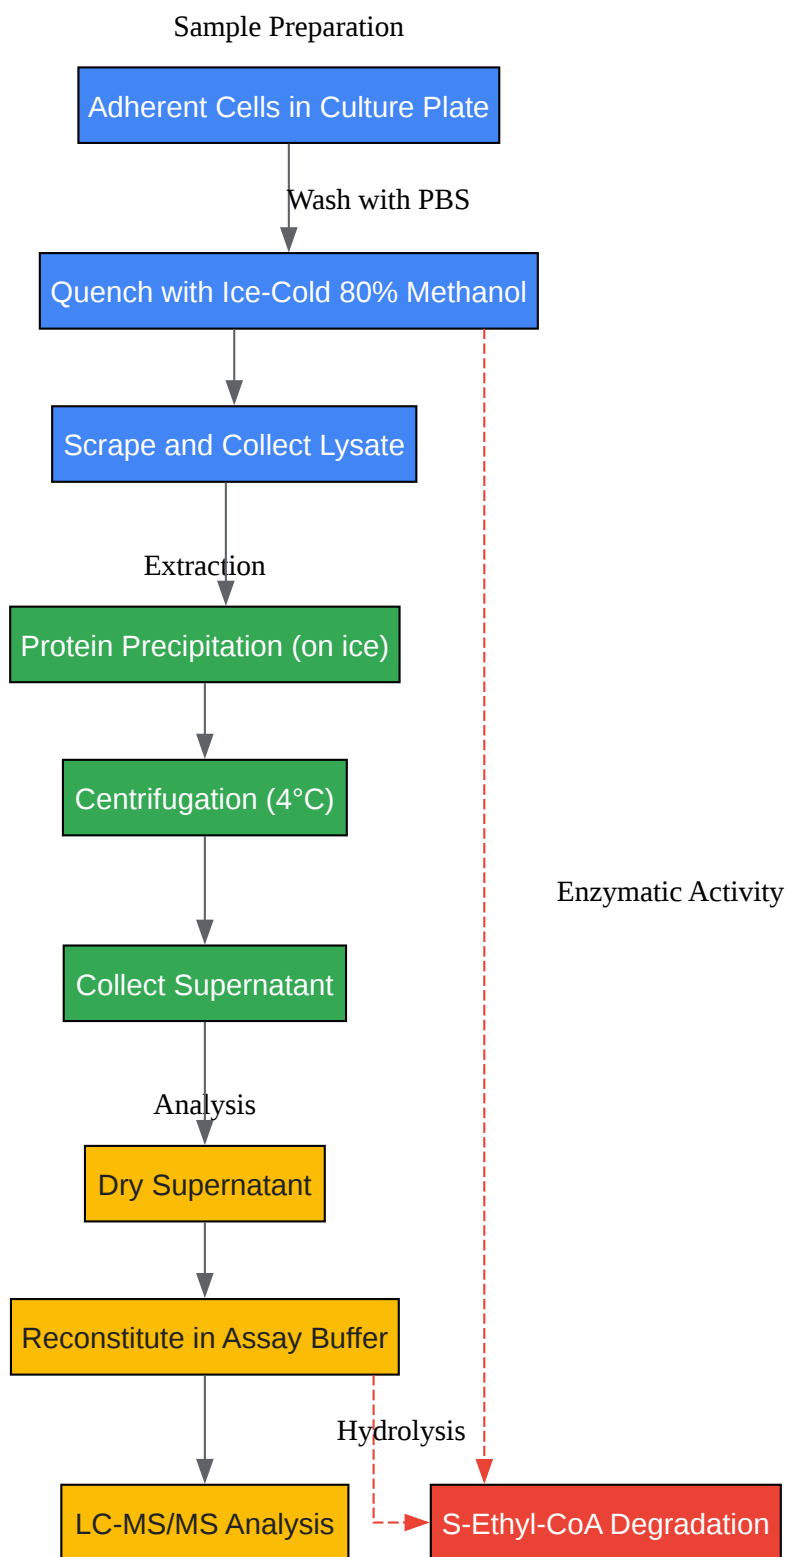 Sample Preparation
Adherent Cells in Culture Plate
Wash with PBS
Quench with Ice-Cold 80% Methanol
Scrape and Collect Lysate
Extraction
Protein Precipitation (on ice)
Centrifugation (4°C)
Enzymatic Activity
Collect Supernatant
Analysis
Dry Supernatant
Reconstitute in Assay Buffer
Hydrolysis
LC-MS/MS Analysis
S-Ethyl-CoA Degradation